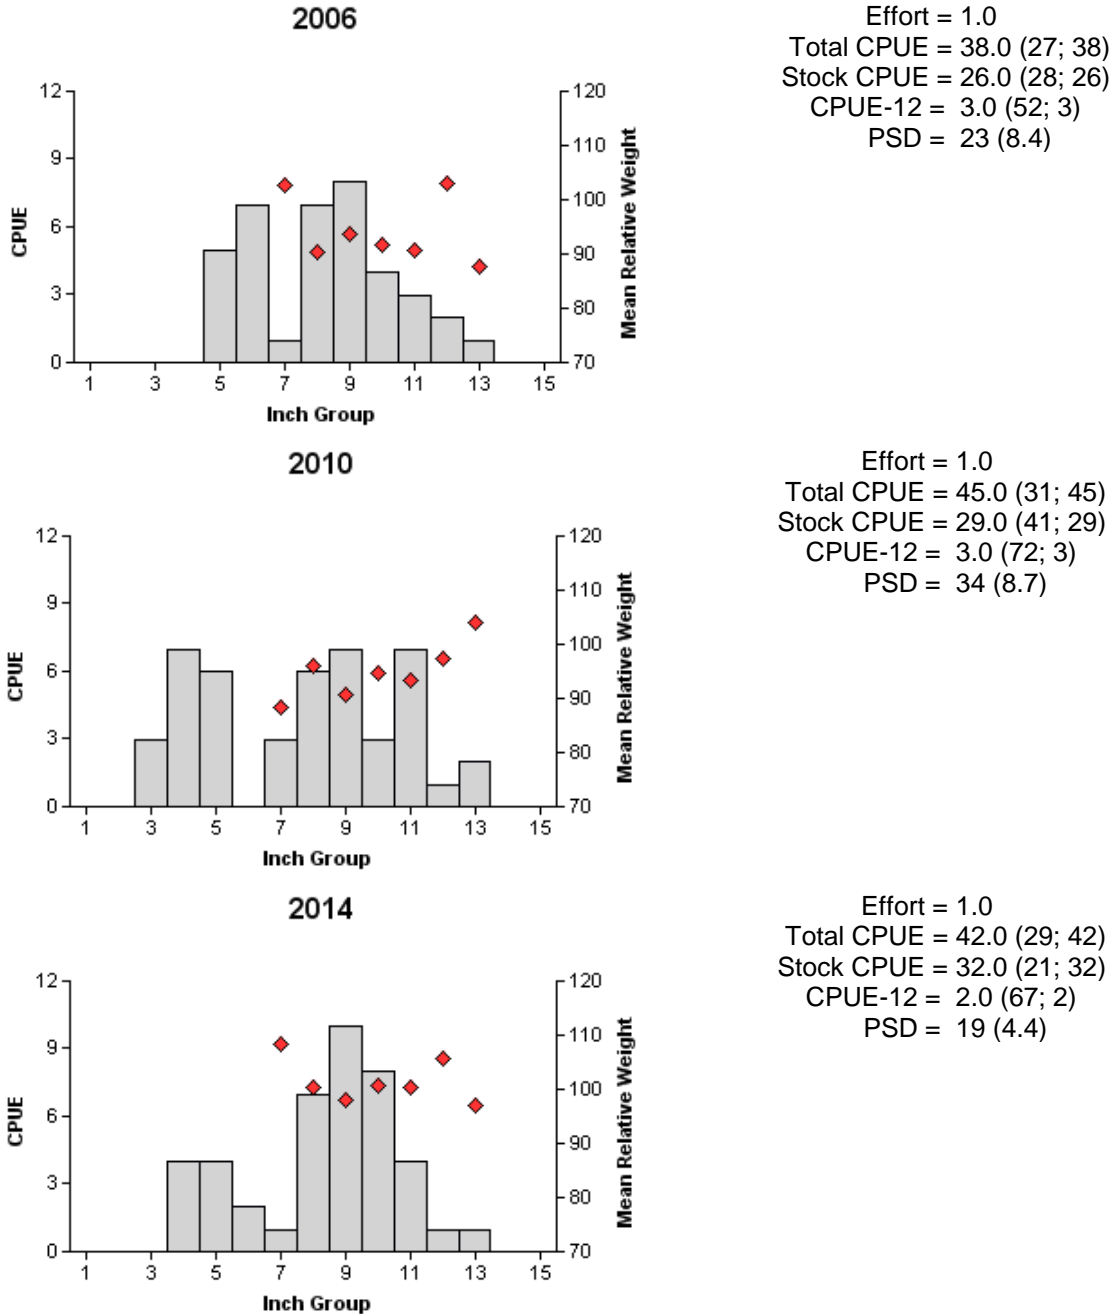 2006
Effort = 1.0
Total CPUE = 38.0 (27; 38)
Stock CPUE = 26.0 (28; 26)
CPUE-12 = 3.0 (52; 3)
PSD = 23 (8.4)
12
9
6
3
0
CPUE
120
110
100
90
80
70
Mean Relative Weight
1 3 5 7 9 11 13 15
Inch Group
2010
Effort = 1.0
Total CPUE = 45.0 (31; 45)
Stock CPUE = 29.0 (41; 29)
CPUE-12 = 3.0 (72; 3)
PSD = 34 (8.7)
12
9
6
3
0
CPUE
120
110
100
90
80
70
Mean Relative Weight
1 3 5 7 9 11 13 15
Inch Group
2014
Effort = 1.0
Total CPUE = 42.0 (29; 42)
Stock CPUE = 32.0 (21; 32)
CPUE-12 = 2.0 (67; 2)
PSD = 19 (4.4)
12
9
6
3
0
CPUE
120
110
100
90
80
70
Mean Relative Weight
1 3 5 7 9 11 13 15
Inch Group